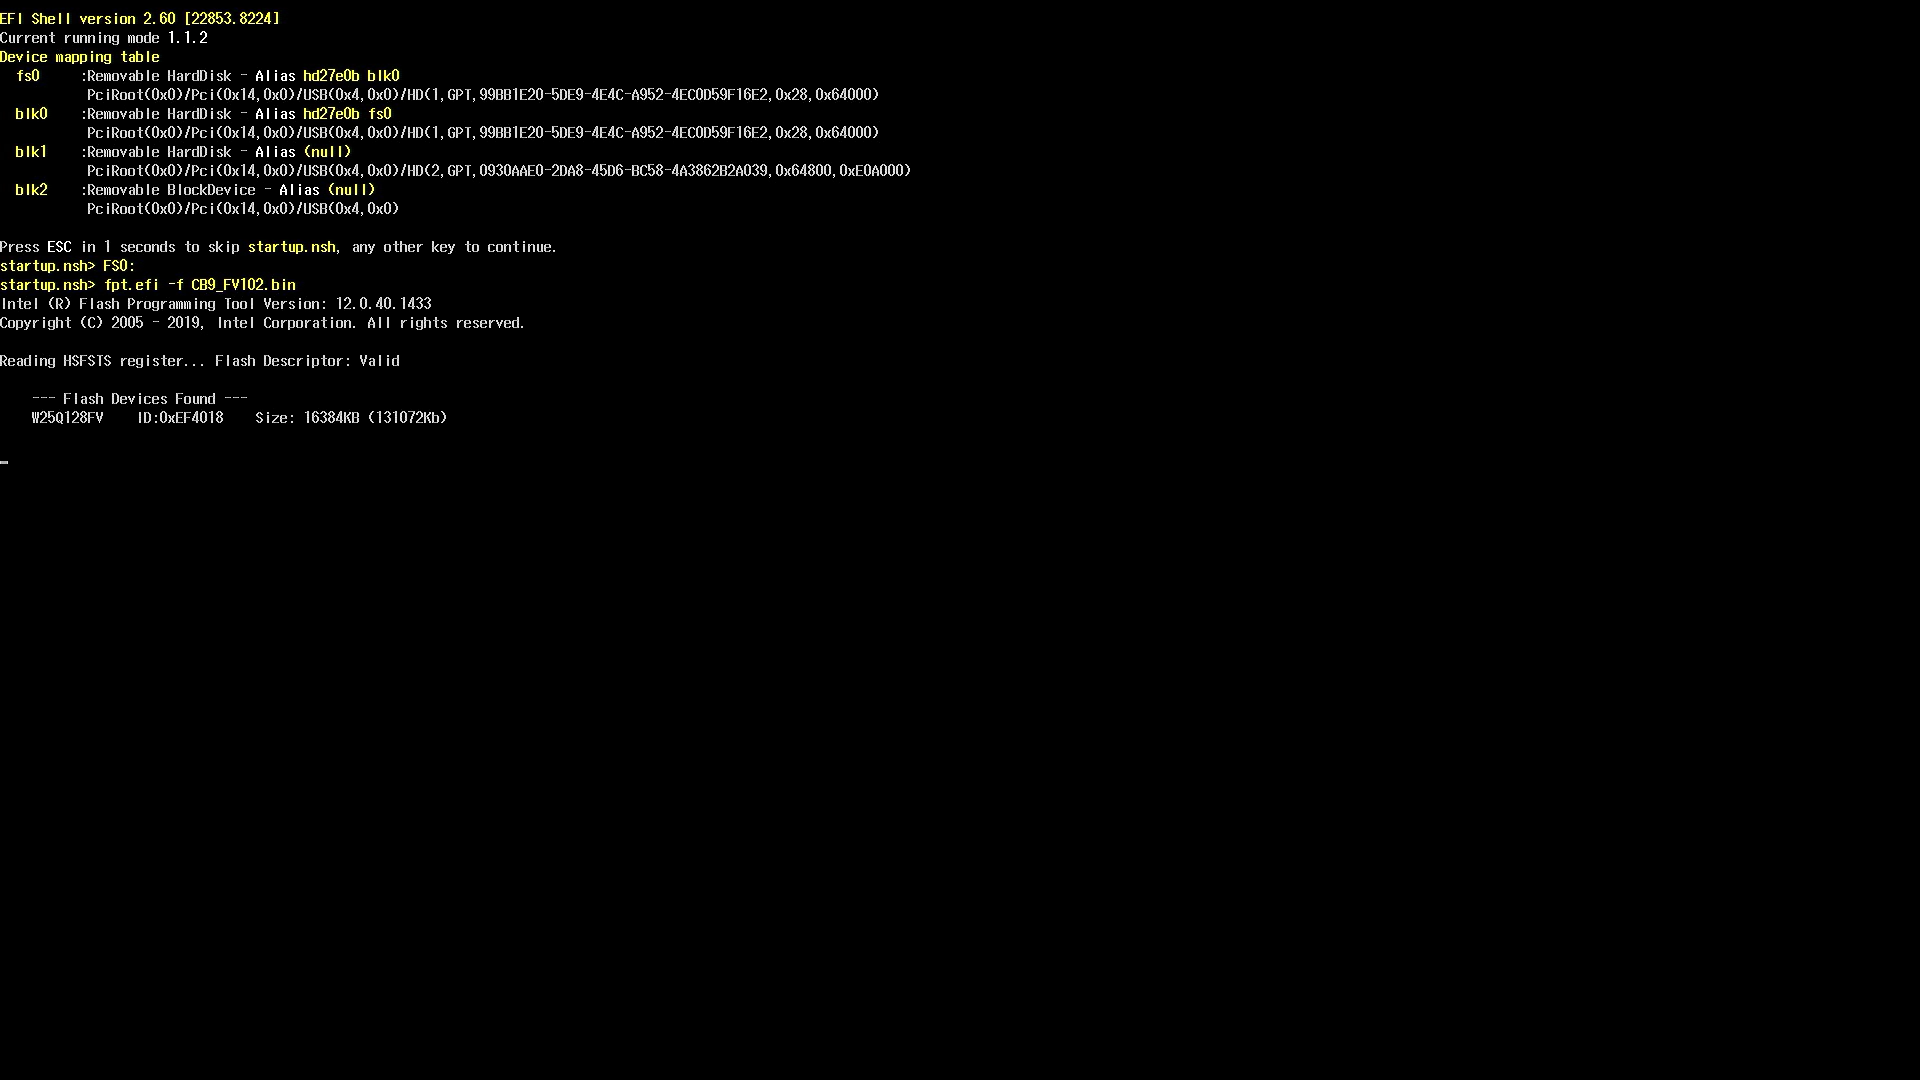 EFI Shell version 2.60 [22853.8224]
Current running mode 1.1.2
Device mapping table
fs0 :Removable HardDisk - Alias hd27e0b blk0
PciRoot(0x0)/Pci(0x14,0x0)/USB(0x4,0x0)/HD(1,GPT,99BB1E20-5DE9-4E4C-A952-4EC0D59F16E2,0x28,0x64000)
blk0 :Removable HardDisk - Alias hd27e0b fs0
PciRoot(0x0)/Pci(0x14,0x0)/USB(0x4,0x0)/HD(1,GPT,99BB1E20-5DE9-4E4C-A952-4EC0D59F16E2,0x28,0x64000)
blk1 :Removable HardDisk - Alias (null)
PciRoot(0x0)/Pci(0x14,0x0)/USB(0x4,0x0)/HD(2,GPT,0930AAE0-2DA8-45D6-BC58-4A3862B2A039,0x64800,0xE0A000)
blk2 :Removable BlockDevice - Alias (null)
PciRoot(0x0)/Pci(0x14,0x0)/USB(0x4,0x0)
Press ESC in 1 seconds to skip startup.nsh, any other key to continue.
startup.nsh> FS0:
startup.nsh> fpt.efi -f CB9_FV102.bin
Intel (R) Flash Programming Tool Version: 12.0.40.1433
Copyright (C) 2005 - 2019, Intel Corporation. All rights reserved.
Reading HSFSTS register... Flash Descriptor: Valid
--- Flash Devices Found ---
W25Q128FV ID:0xEF4018 Size: 16384KB (131072Kb)